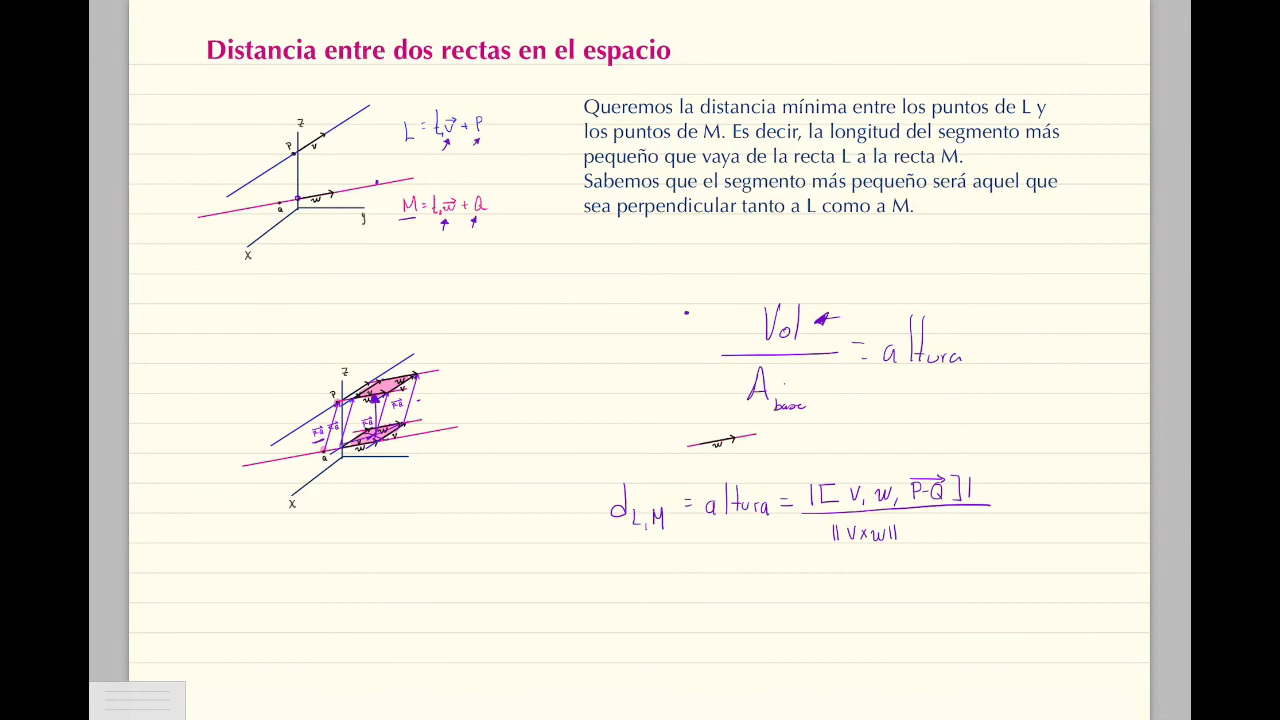 Distancia entre dos rectas en el espacio
Queremos la distancia mínima entre los puntos de L y
los puntos de M. Es decir, la longitud del segmento más
pequeño que vaya de la recta L a la recta M.
Sabemos que el segmento más pequeño será aquel que
sea perpendicular tanto a L como a M.
z
P
v
L = t₁v⃗ + P
w
Q
M = t₂w⃗ + Q
y
x
Vol
A base
= altura
z
P
w
v
v
w
P-Q
P-Q
P-Q
P-Q
w
v
v
w
Q
x
w
d L,M = altura = |[v, w, P-Q]|
||v×w||